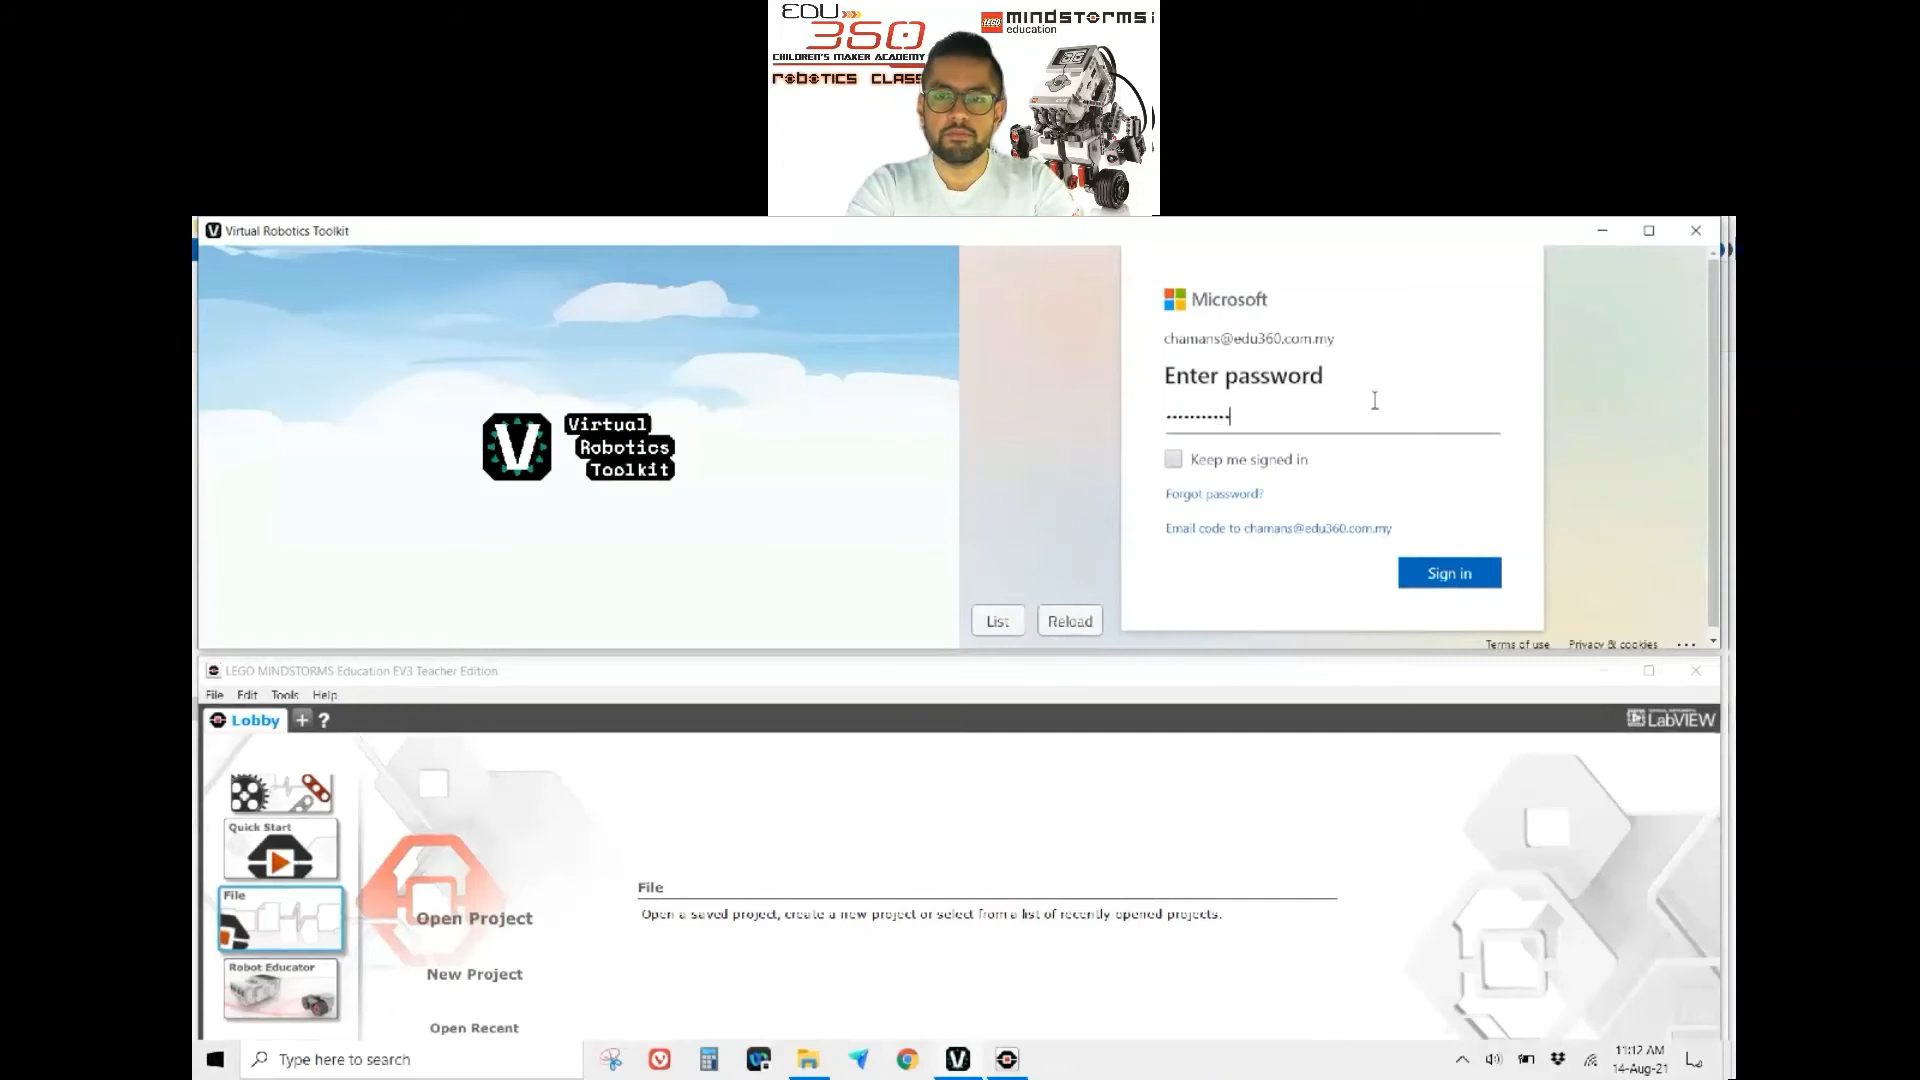 EDU
360
CHILDREN'S MAKER ACADEMY
ROBOTICS CLASS
LEGO mindstorms
education
Virtual Robotics Toolkit
Microsoft
chamans@edu360.com.my
Enter password
Keep me signed in
Forgot password?
Email code to chamans@edu360.com.my
Sign in
Virtual
Robotics
Toolkit
List
Reload
Terms of use
Privacy & cookies
LEGO MINDSTORMS Education EV3 Teacher Edition
File Edit Tools Help
Lobby + ?
LabVIEW
Quick Start
File
Robot Educator
Open Project
New Project
Open Recent
File
Open a saved project, create a new project or select from a list of recently opened projects.
Type here to search
11:12 AM
14-Aug-21